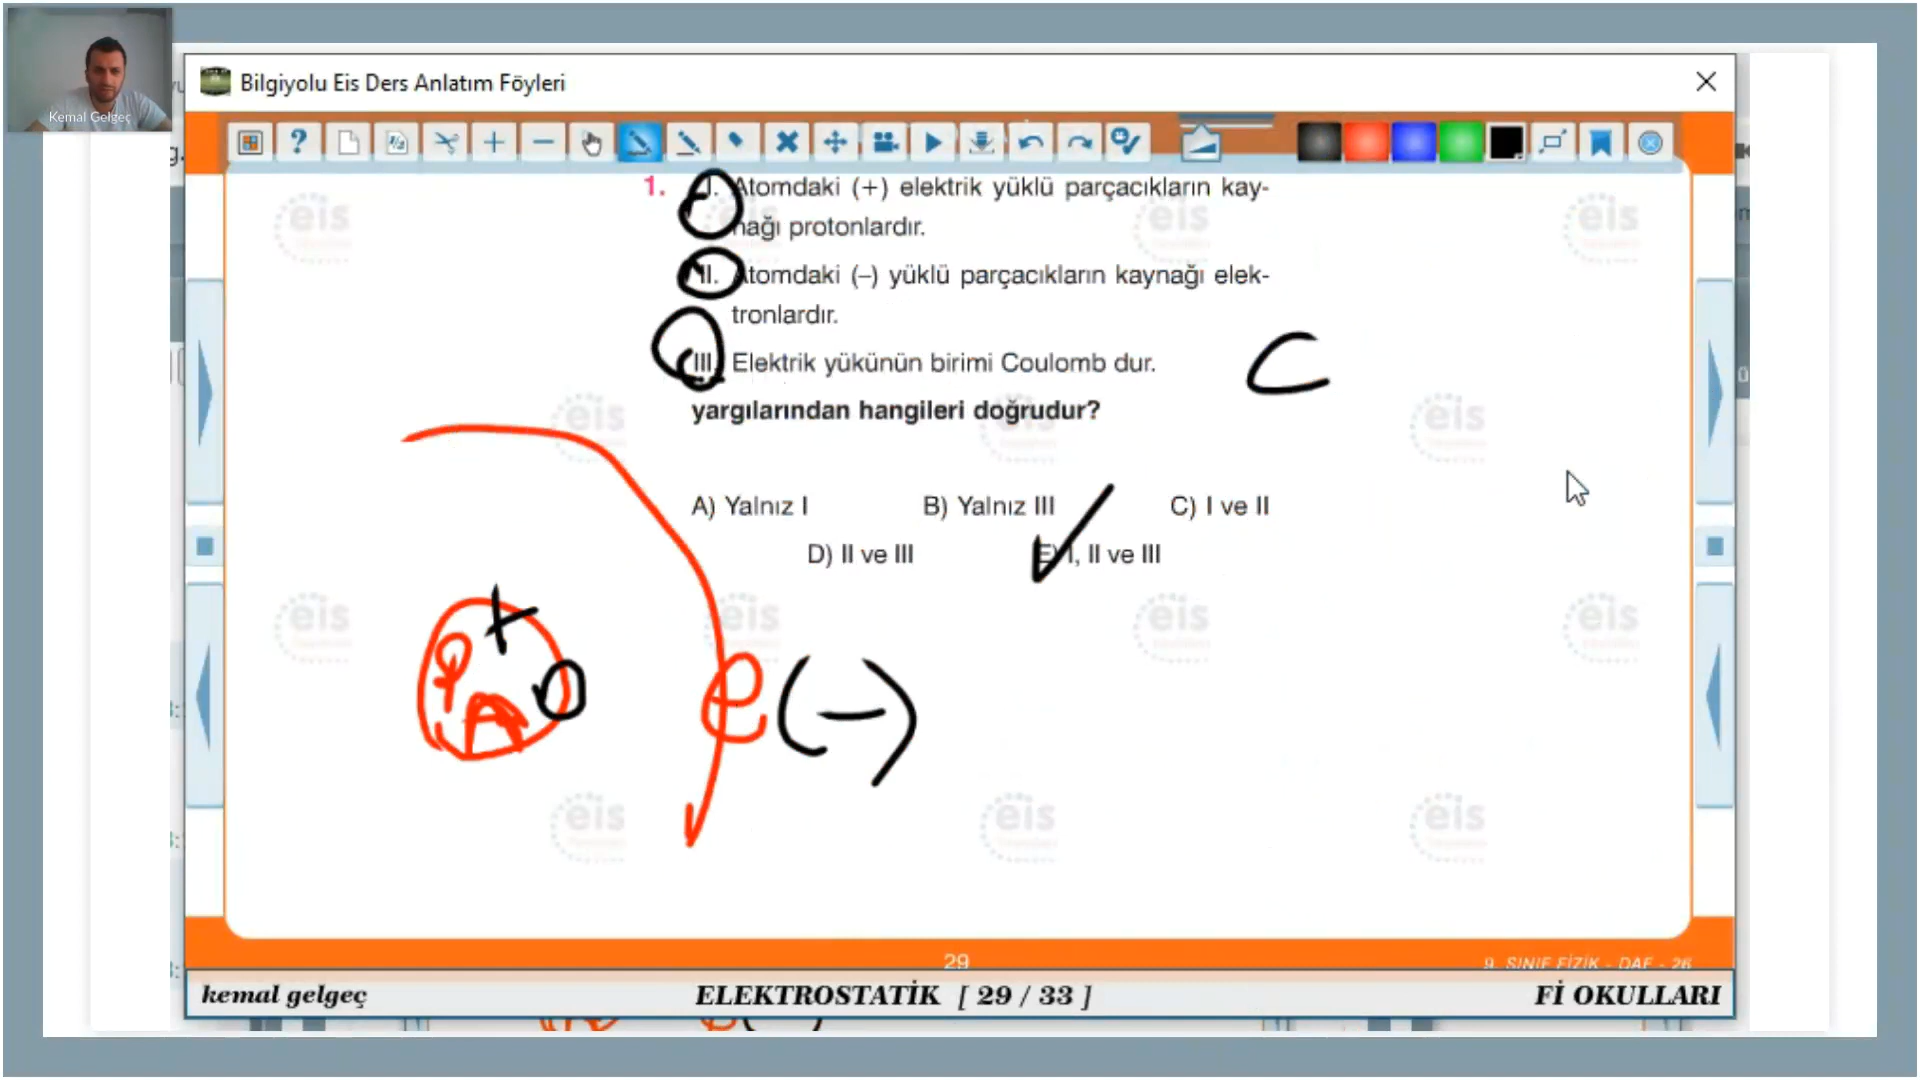 Kemal Gelgeç
Bilgiyolu Eis Ders Anlatım Föyleri
1. I. Atomdaki (+) elektrik yüklü parçacıkların kay-
nağı protonlardır.
II. Atomdaki (–) yüklü parçacıkların kaynağı elek-
tronlardır.
III. Elektrik yükünün birimi Coulomb dur.
C
yargılarından hangileri doğrudur?
A) Yalnız I B) Yalnız III C) I ve II
D) II ve III E) I, II ve III
+
e (–)
eis
29
9. SINIF FİZİK - DAF - 26
kemal gelgeç ELEKTROSTATİK [ 29 / 33 ] Fİ OKULLARI